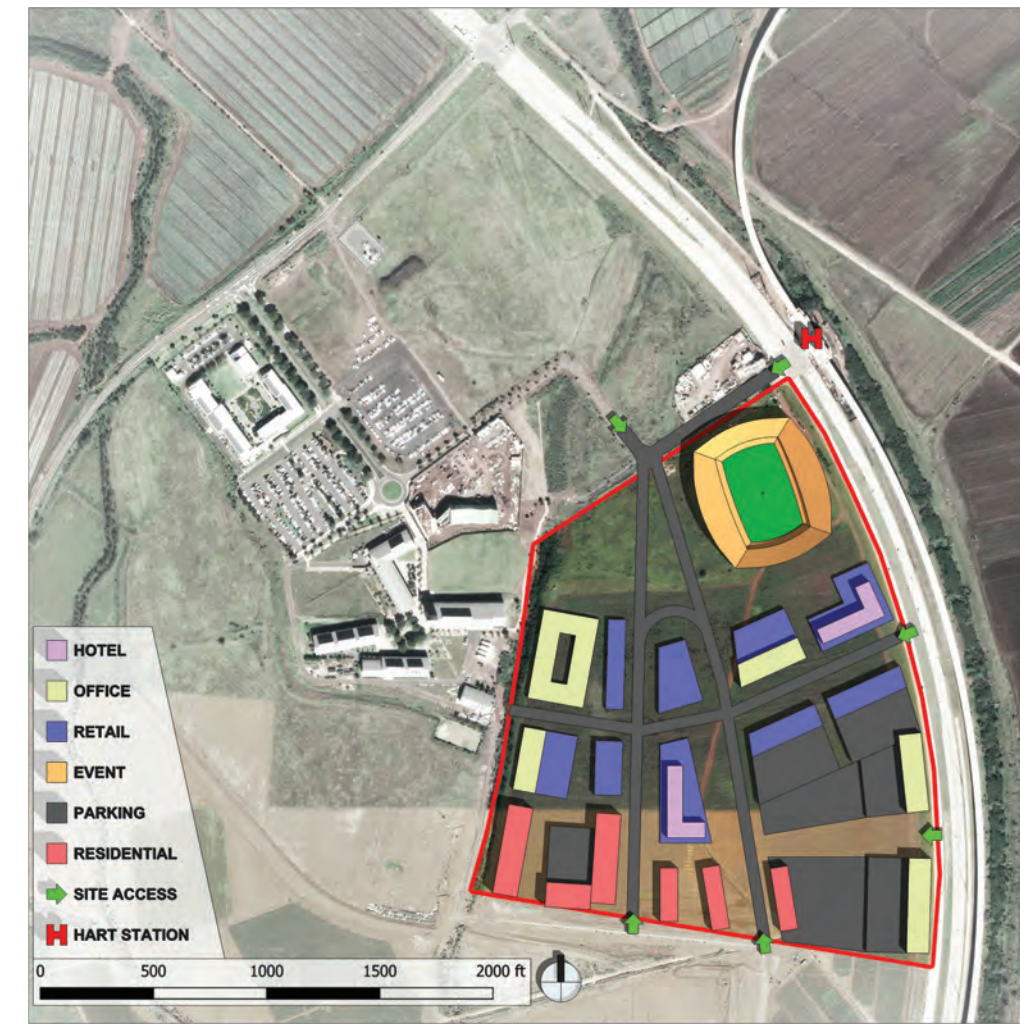 H
HOTEL
OFFICE
RETAIL
EVENT
PARKING
RESIDENTIAL
SITE ACCESS
H HART STATION
0 500 1000 1500 2000 ft